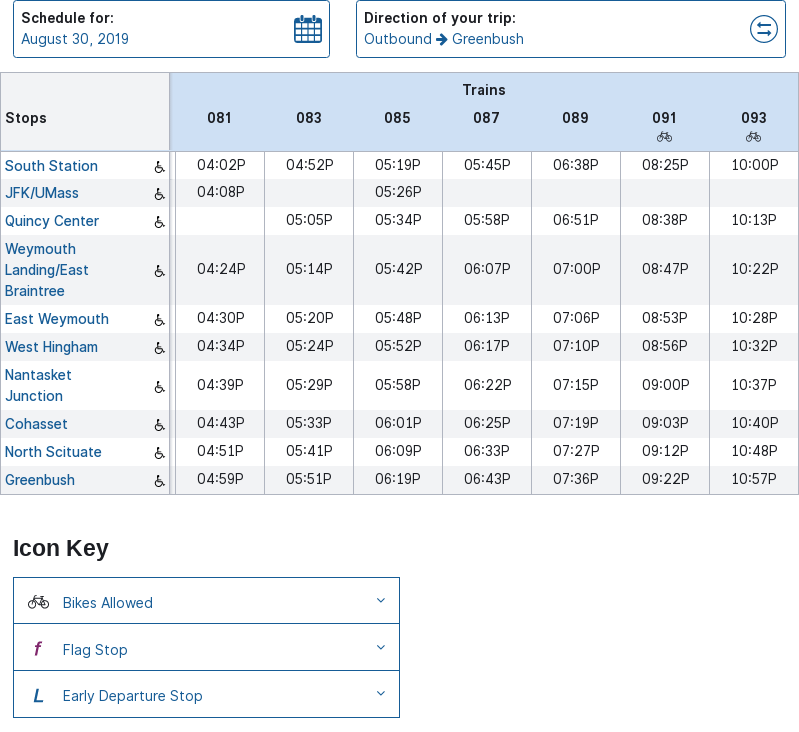 Schedule for:
August 30, 2019
Direction of your trip:
Outbound Greenbush
Trains
Stops 081 083 085 087 089 091 093
South Station 04:02P 04:52P 05:19P 05:45P 06:38P 08:25P 10:00P
JFK/UMass 04:08P 05:26P
Quincy Center 05:05P 05:34P 05:58P 06:51P 08:38P 10:13P
Weymouth
Landing/East
Braintree 04:24P 05:14P 05:42P 06:07P 07:00P 08:47P 10:22P
East Weymouth 04:30P 05:20P 05:48P 06:13P 07:06P 08:53P 10:28P
West Hingham 04:34P 05:24P 05:52P 06:17P 07:10P 08:56P 10:32P
Nantasket
Junction 04:39P 05:29P 05:58P 06:22P 07:15P 09:00P 10:37P
Cohasset 04:43P 05:33P 06:01P 06:25P 07:19P 09:03P 10:40P
North Scituate 04:51P 05:41P 06:09P 06:33P 07:27P 09:12P 10:48P
Greenbush 04:59P 05:51P 06:19P 06:43P 07:36P 09:22P 10:57P
Icon Key
Bikes Allowed
f Flag Stop
L Early Departure Stop